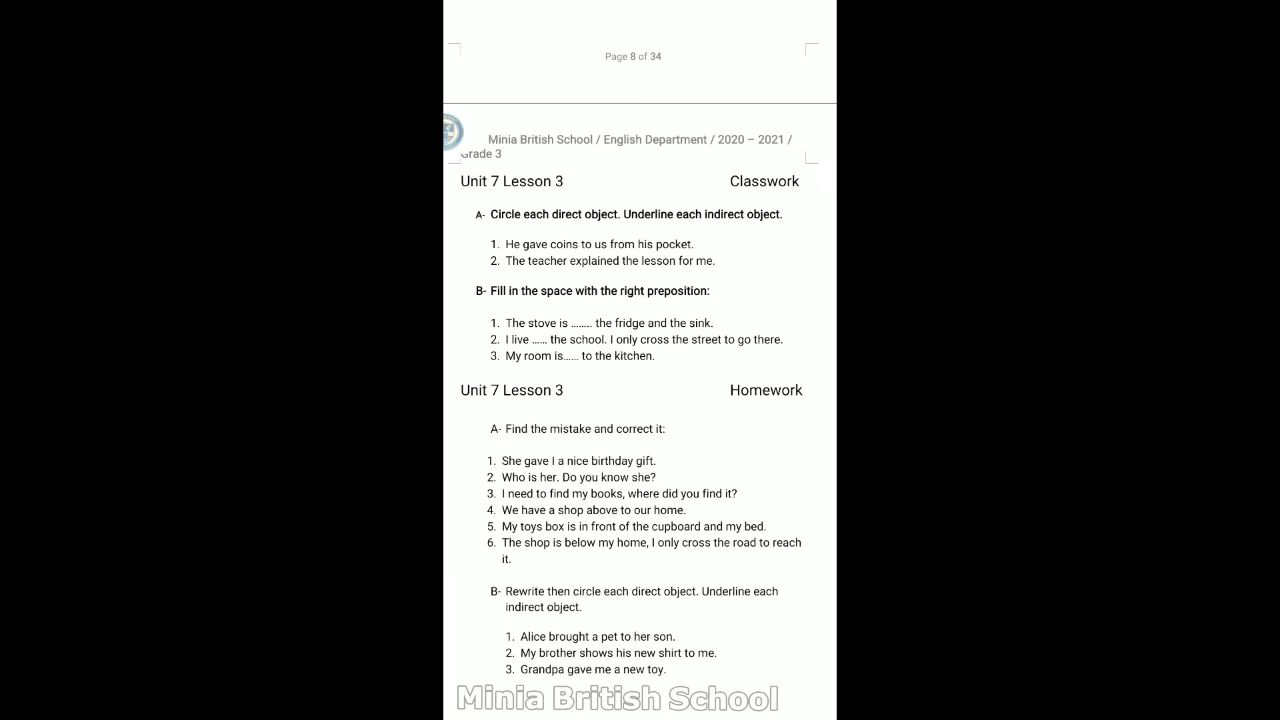 Page 8 of 34
Minia British School / English Department / 2020 – 2021 /
Grade 3
Unit 7 Lesson 3 Classwork
A- Circle each direct object. Underline each indirect object.
1. He gave coins to us from his pocket.
2. The teacher explained the lesson for me.
B- Fill in the space with the right preposition:
1. The stove is …….. the fridge and the sink.
2. I live …… the school. I only cross the street to go there.
3. My room is…… to the kitchen.
Unit 7 Lesson 3 Homework
A- Find the mistake and correct it:
1. She gave I a nice birthday gift.
2. Who is her. Do you know she?
3. I need to find my books, where did you find it?
4. We have a shop above to our home.
5. My toys box is in front of the cupboard and my bed.
6. The shop is below my home, I only cross the road to reach
it.
B- Rewrite then circle each direct object. Underline each
indirect object.
1. Alice brought a pet to her son.
2. My brother shows his new shirt to me.
3. Grandpa gave me a new toy.
Minia British School